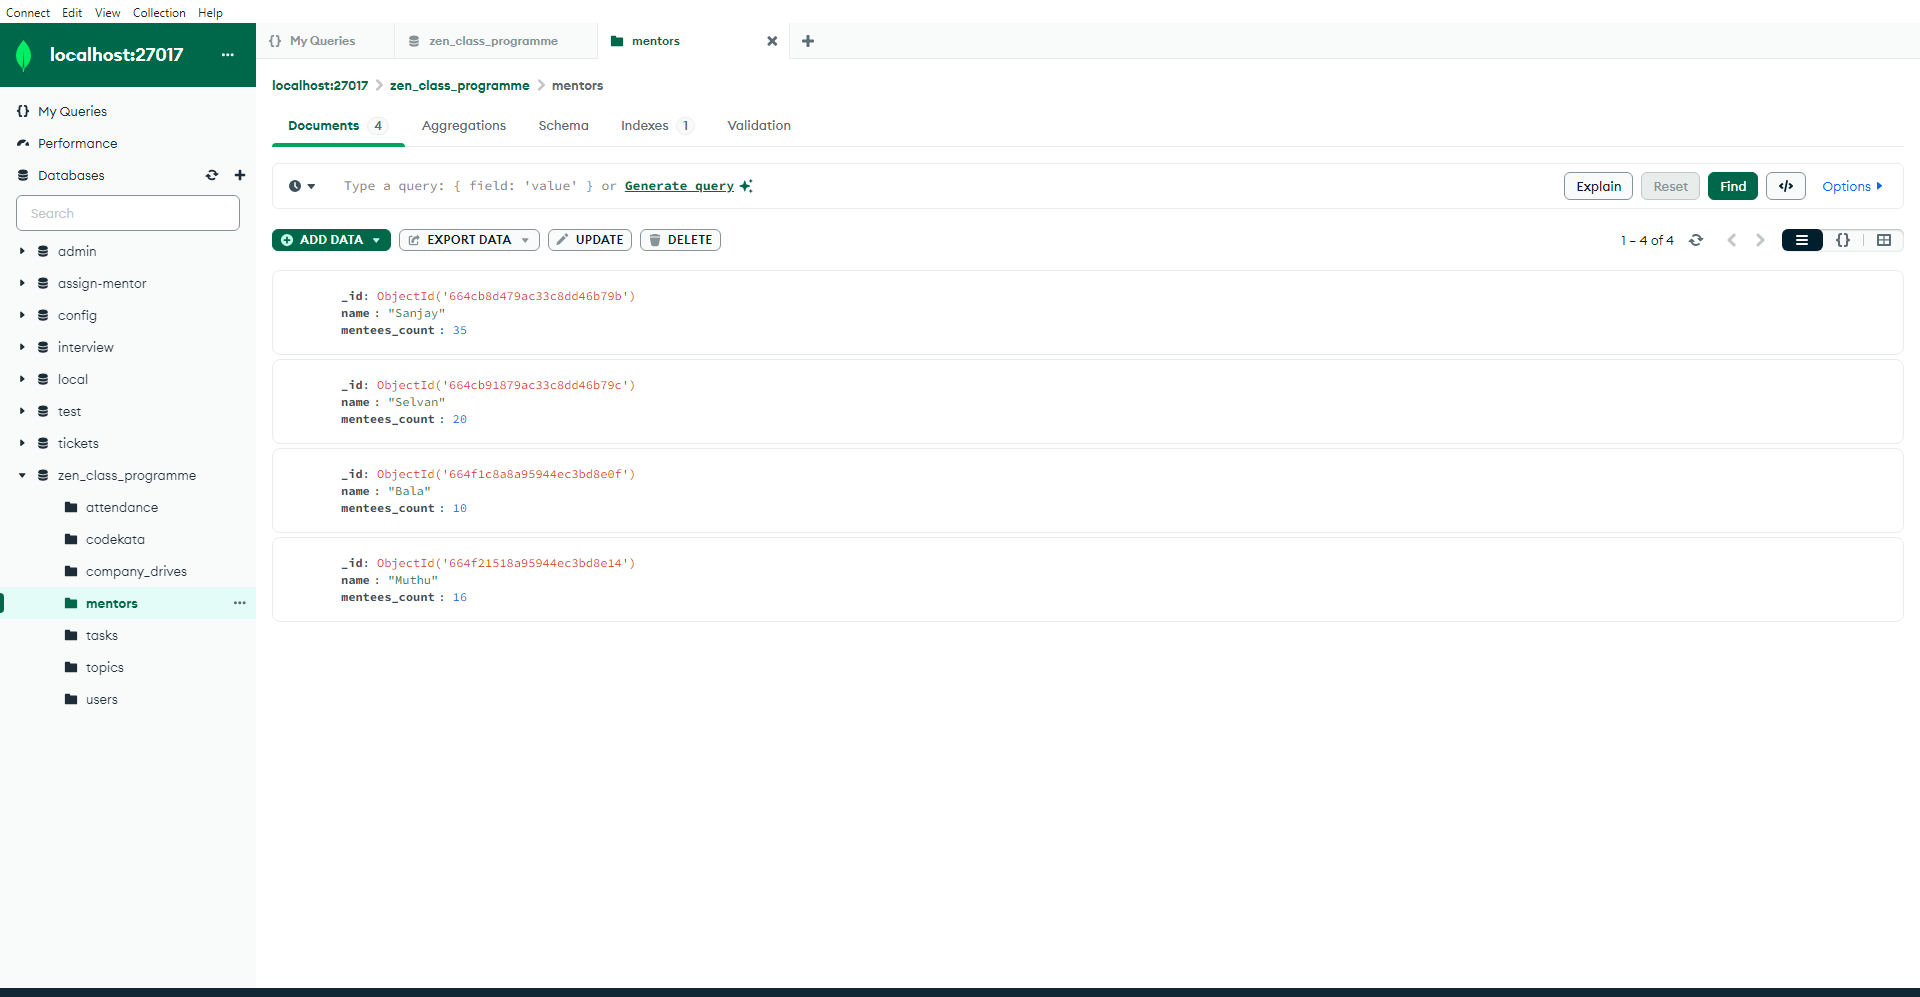 Connect Edit View Collection Help
localhost:27017 ...
My Queries
Performance
Databases
Search
admin
assign-mentor
config
interview
local
test
tickets
zen_class_programme
attendance
codekata
company_drives
mentors ...
tasks
topics
users
{} My Queries
zen_class_programme
mentors
localhost:27017 > zen_class_programme > mentors
Documents 4 Aggregations Schema Indexes 1 Validation
Type a query: { field: 'value' } or Generate query
Explain Reset Find </> Options
ADD DATA EXPORT DATA UPDATE DELETE
1 – 4 of 4 {}
_id: ObjectId('664cb8d479ac33c8dd46b79b')
name : "Sanjay"
mentees_count : 35
_id: ObjectId('664cb91879ac33c8dd46b79c')
name : "Selvan"
mentees_count : 20
_id: ObjectId('664f1c8a8a95944ec3bd8e0f')
name : "Bala"
mentees_count : 10
_id: ObjectId('664f21518a95944ec3bd8e14')
name : "Muthu"
mentees_count : 16